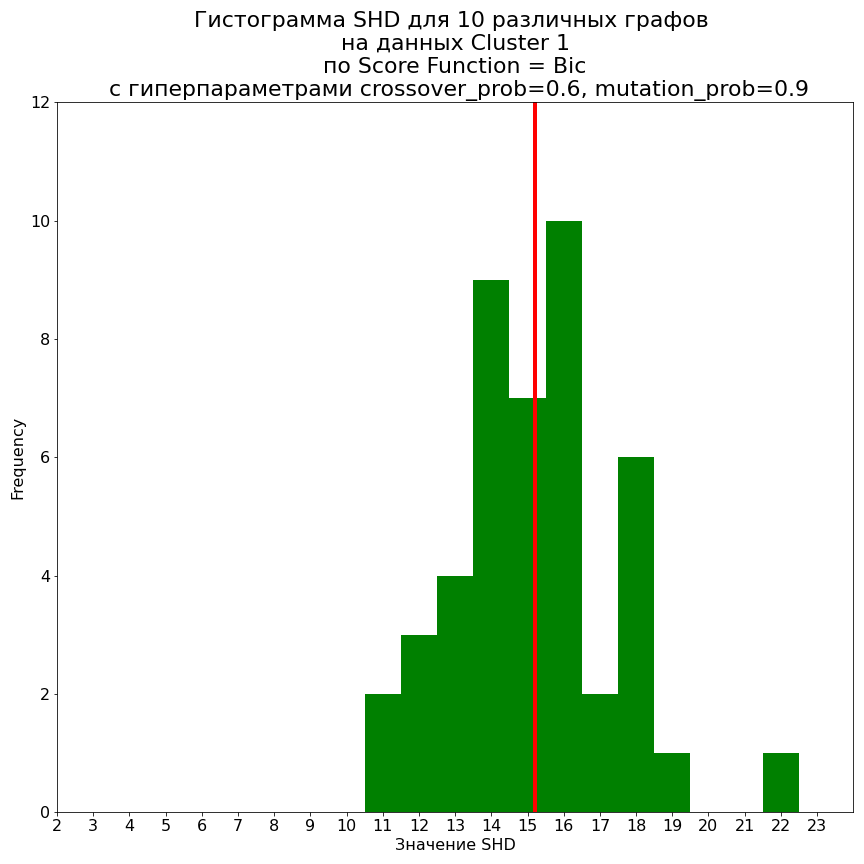 Гистограмма SHD для 10 различных графов
на данных Cluster 1
по Score Function = Bic
с гиперпараметрами crossover_prob=0.6, mutation_prob=0.9
12
10
8
6
4
2
0
Frequency
2 3 4 5 6 7 8 9 10 11 12 13 14 15 16 17 18 19 20 21 22 23
Значение SHD